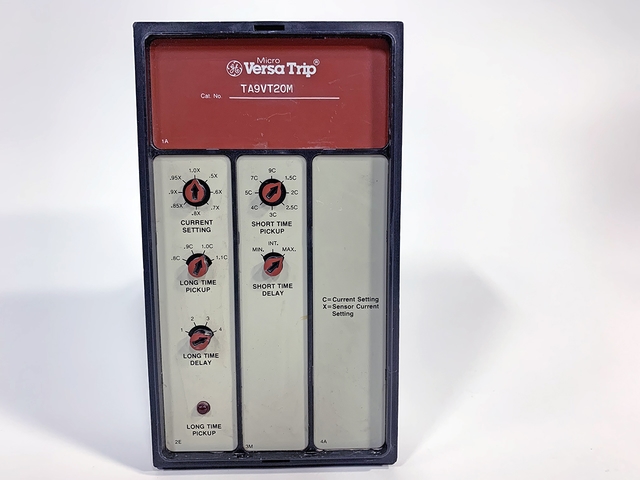 Micro
GE VersaTrip®
Cat. No. TA9VT20M
1A
1.0X
.95X .5X
.9X .6X
.85X .7X
.8X
CURRENT
SETTING
.9C 1.0C
.8C 1.1C
LONG TIME
PICKUP
2 3
1 4
LONG TIME
DELAY
LONG TIME
PICKUP
2E
9C
7C 1.5C
5C 2C
4C 2.5C
3C
SHORT TIME
PICKUP
INT.
MIN. MAX.
SHORT TIME
DELAY
3M
C=Current Setting
X=Sensor Current
Setting
4A